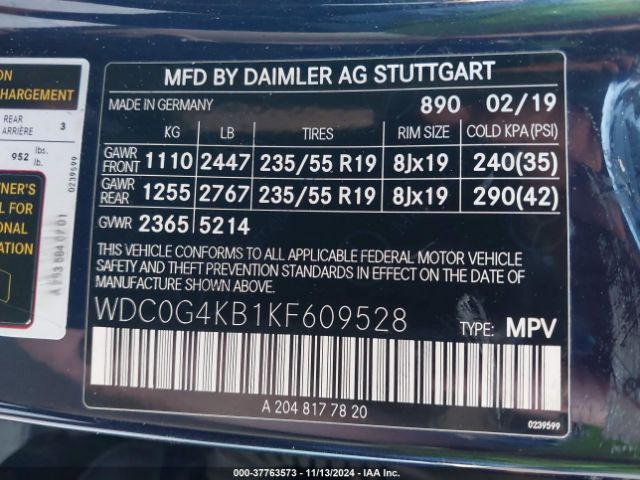 ON
CHARGEMENT
REAR
ARRIÈRE 3
lbs.
952 lb.
0239599
NER'S
L FOR
ONAL
ATION
MFD BY DAIMLER AG STUTTGART
MADE IN GERMANY 890 02/19
KG LB TIRES RIM SIZE COLD KPA (PSI)
GAWR FRONT 1110 2447 235/55 R19 8Jx19 240(35)
GAWR REAR 1255 2767 235/55 R19 8Jx19 290(42)
GVWR 2365 5214
THIS VEHICLE CONFORMS TO ALL APPLICABLE FEDERAL MOTOR VEHICLE
SAFETY AND THEFT PREVENTION STANDARDS IN EFFECT ON THE DATE OF
MANUFACTURE SHOWN ABOVE.
WDC0G4KB1KF609528 TYPE: MPV
A 204 817 78 20
0239599
000-37763573 - 11/13/2024 - IAA Inc.